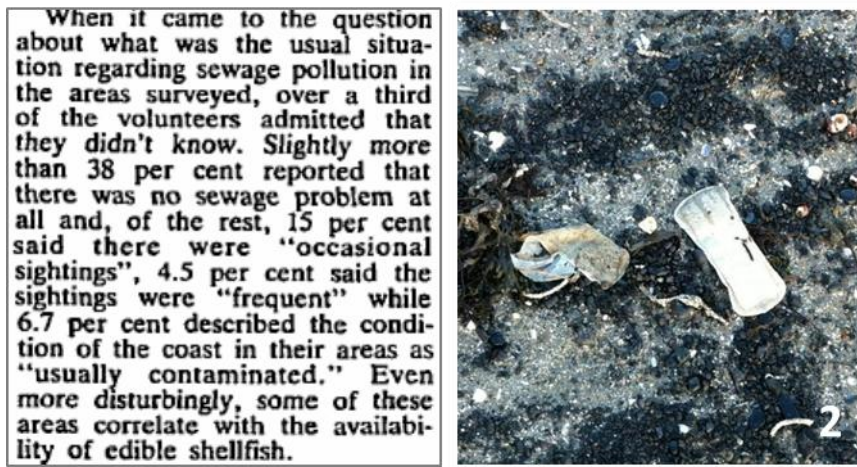 When it came to the question
about what was the usual situa-
tion regarding sewage pollution in
the areas surveyed, over a third
of the volunteers admitted that
they didn't know. Slightly more
than 38 per cent reported that
there was no sewage problem at
all and, of the rest, 15 per cent
said there were "occasional
sightings", 4.5 per cent said the
sightings were "frequent" while
6.7 per cent described the condi-
tion of the coast in their areas as
"usually contaminated." Even
more disturbingly, some of these
areas correlate with the availabi-
lity of edible shellfish.
2